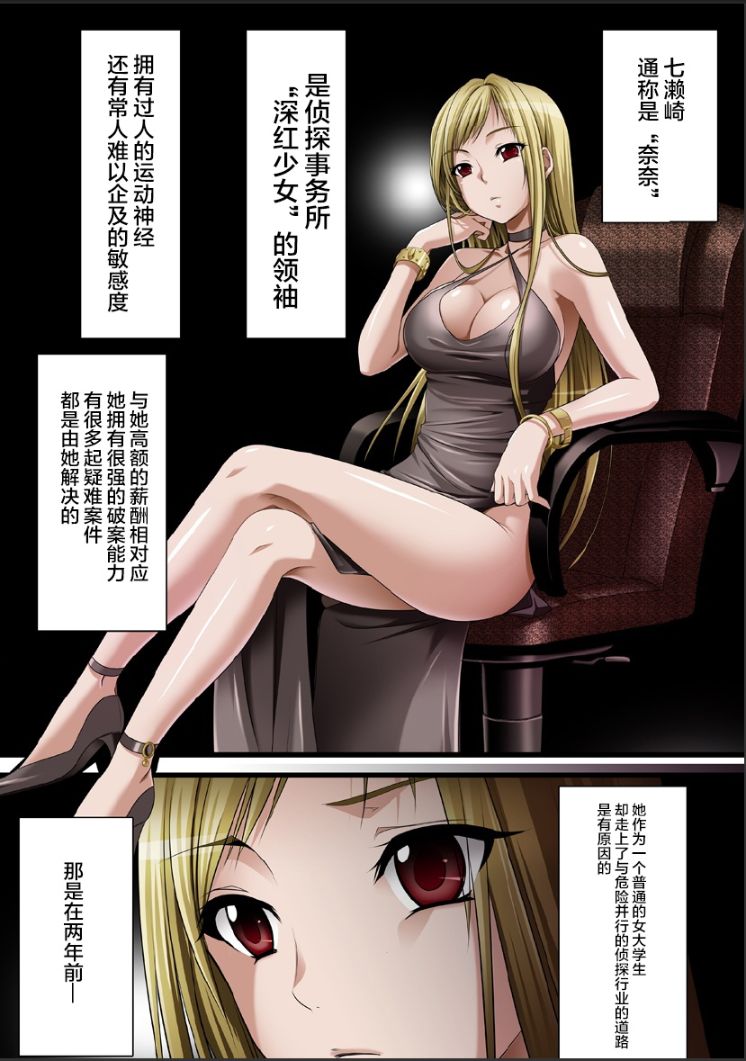 七濑崎
通称是“奈奈”
是侦探事务所
“深红少女”的领袖
拥有过人的运动神经
还有常人难以企及的敏感度
与她高额的薪酬相对应
她拥有很强的破案能力
有很多起疑难案件
都是由她解决的
她作为一个普通的女大学生
却走上了与危险并行的侦探行业的道路
是有原因的
那是在两年前—